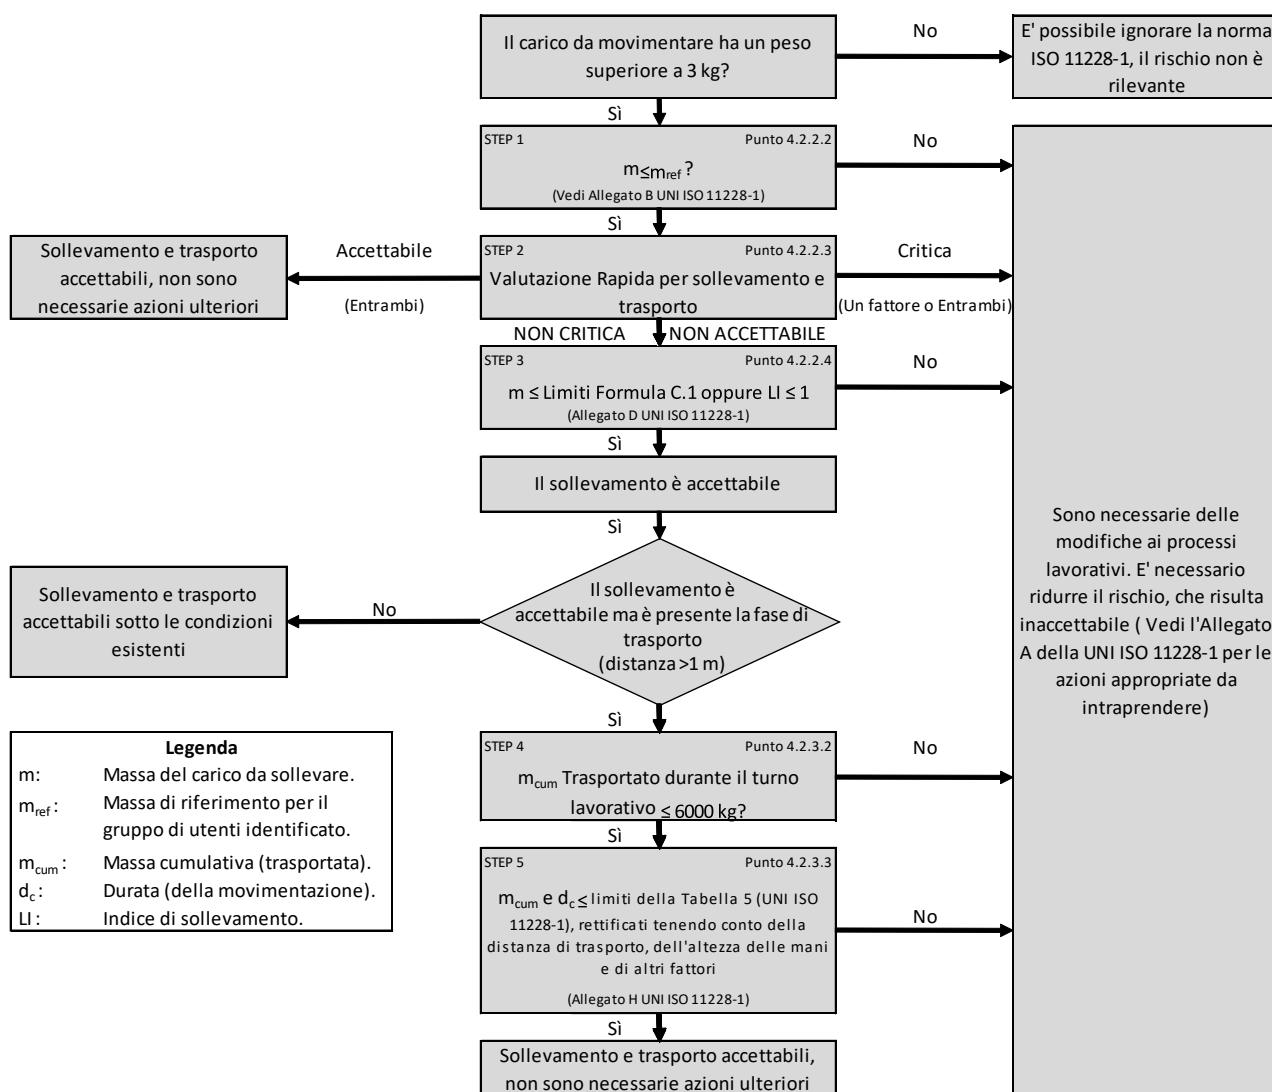 Il carico da movimentare ha un peso
superiore a 3 kg?
No
E' possibile ignorare la norma
ISO 11228-1, il rischio non è
rilevante
Sì
STEP 1 Punto 4.2.2.2
m≤mref ?
(Vedi Allegato B UNI ISO 11228-1)
No
Sì
Sollevamento e trasporto
accettabili, non sono
necessarie azioni ulteriori
Accettabile
(Entrambi)
STEP 2 Punto 4.2.2.3
Valutazione Rapida per sollevamento e
trasporto
Critica
(Un fattore o Entrambi)
NON CRITICA NON ACCETTABILE
STEP 3 Punto 4.2.2.4
m ≤ Limiti Formula C.1 oppure LI ≤ 1
(Allegato D UNI ISO 11228-1)
No
Sì
Il sollevamento è accettabile
Sì
Sollevamento e trasporto
accettabili sotto le condizioni
esistenti
No
Il sollevamento è
accettabile ma è presente la fase di
trasporto
(distanza >1 m)
Sono necessarie delle
modifiche ai processi
lavorativi. E' necessario
ridurre il rischio, che risulta
inaccettabile ( Vedi l'Allegato
A della UNI ISO 11228-1 per le
azioni appropriate da
intraprendere)
Sì
STEP 4 Punto 4.2.3.2
mcum Trasportato durante il turno
lavorativo ≤ 6000 kg?
No
Sì
Legenda
m: Massa del carico da sollevare.
mref : Massa di riferimento per il
gruppo di utenti identificato.
mcum : Massa cumulativa (trasportata).
dc : Durata (della movimentazione).
LI : Indice di sollevamento.
STEP 5 Punto 4.2.3.3
mcum e dc ≤ limiti della Tabella 5 (UNI ISO
11228-1), rettificati tenendo conto della
distanza di trasporto, dell'altezza delle mani
e di altri fattori
(Allegato H UNI ISO 11228-1)
No
Sì
Sollevamento e trasporto accettabili,
non sono necessarie azioni ulteriori